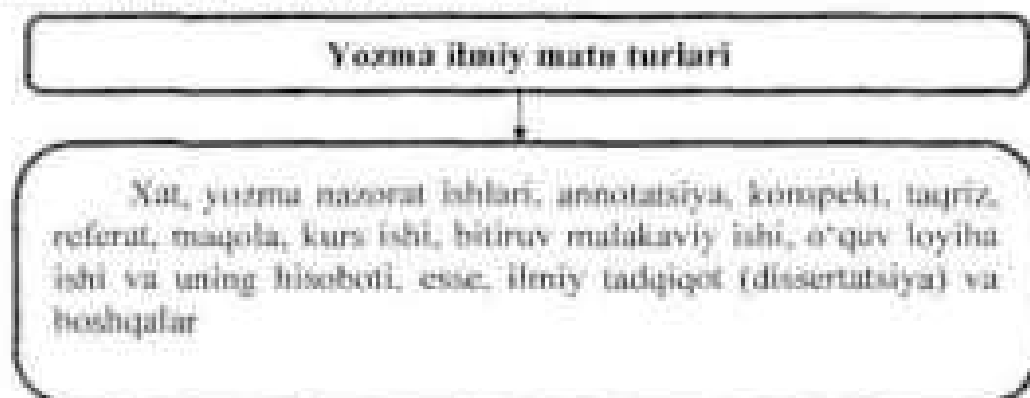 Yozma ilmiy matn turlari
Xat, yozma nazorat ishlari, annotatsiya, konspekt, taqriz,
referat, maqola, kurs ishi, bitiruv malakaviy ishi, o‘quv loyiha
ishi va uning hisoboti, esse, ilmiy tadqiqot (dissertatsiya) va
boshqalar